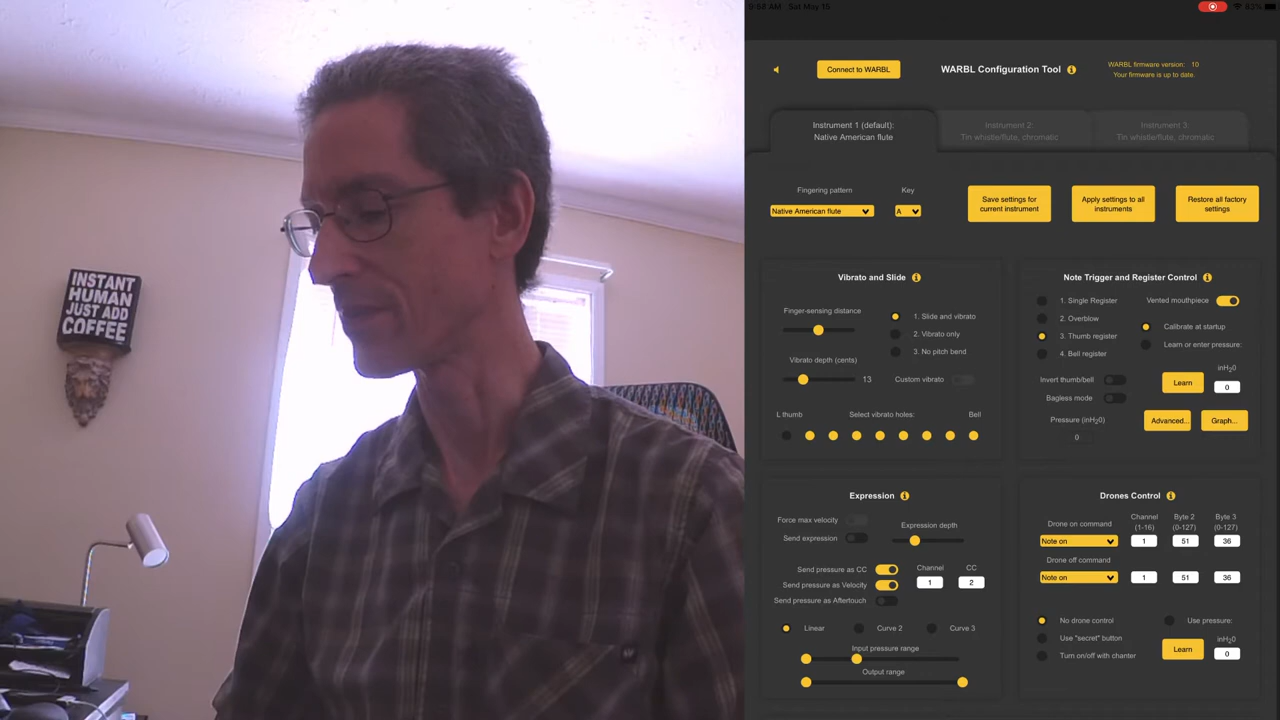 INSTANT
HUMAN
JUST ADD
COFFEE
9:58 AM Sat May 15
83%
Connect to WARBL
WARBL Configuration Tool
WARBL firmware version: 10
Your firmware is up to date.
Instrument 1 (default):
Native American flute
Instrument 2:
Tin whistle/flute, chromatic
Instrument 3:
Tin whistle/flute, chromatic
Fingering pattern
Native American flute
Key
A
Save settings for
current instrument
Apply settings to all
instruments
Restore all factory
settings
Vibrato and Slide
Finger-sensing distance
1. Slide and vibrato
2. Vibrato only
3. No pitch bend
Vibrato depth (cents)
13
Custom vibrato
L thumb
Select vibrato holes:
Bell
Note Trigger and Register Control
1. Single Register
2. Overblow
3. Thumb register
4. Bell register
Vented mouthpiece
Calibrate at startup
Learn or enter pressure:
inH20
Learn
0
Invert thumb/bell
Bagless mode
Pressure (inH20)
0
Advanced...
Graph...
Expression
Force max velocity
Send expression
Expression depth
Send pressure as CC
Send pressure as Velocity
Send pressure as Aftertouch
Channel
1
CC
2
Linear
Curve 2
Curve 3
Input pressure range
Output range
Drones Control
Channel
(1-16)
Byte 2
(0-127)
Byte 3
(0-127)
Drone on command
Note on
1
51
36
Drone off command
Note on
1
51
36
No drone control
Use "secret" button
Turn on/off with chanter
Use pressure:
inH20
Learn
0